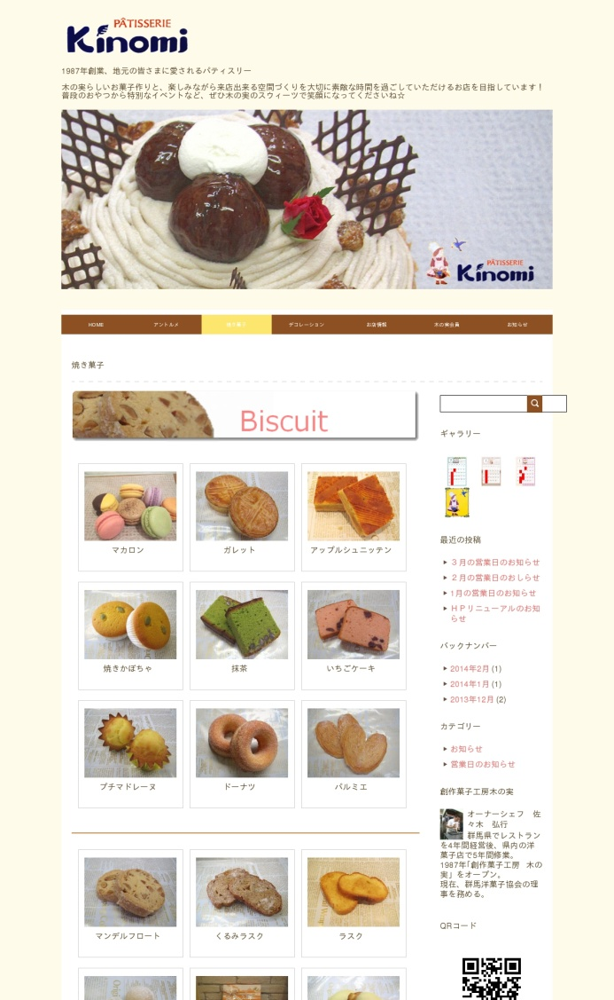 PÂTISSERIE
Kinomi
1987年創業、地元の皆さまに愛されるパティスリー
木の実らしいお菓子作りと、楽しみながら来店出来る空間づくりを大切に素敵な時間を過ごしていただけるお店を目指しています！
普段のおやつから特別なイベントなど、ぜひ木の実のスウィーツで笑顔になってくださいね☆
PÂTISSERIE
Kinomi
HOME
アントルメ
焼き菓子
デコレーション
お店情報
木の実会員
お知らせ
焼き菓子
Biscuit
マカロン
ガレット
アップルシュニッテン
焼きかぼちゃ
抹茶
いちごケーキ
プチマドレーヌ
ドーナツ
パルミエ
マンデルフロート
くるみラスク
ラスク
ギャラリー
最近の投稿
３月の営業日のお知らせ
２月の営業日のおしらせ
1月の営業日のお知らせ
ＨＰリニューアルのお知
らせ
バックナンバー
2014年2月 (1)
2014年1月 (1)
2013年12月 (2)
カテゴリー
お知らせ
営業日のお知らせ
創作菓子工房木の実
オーナーシェフ　佐
々木　弘行
群馬県でレストラン
を4年間経営後、県内の洋
菓子店で5年間修業。
1987年｢創作菓子工房　木の
実」をオープン。
現在、群馬洋菓子協会の理
事を務める。
QRコード